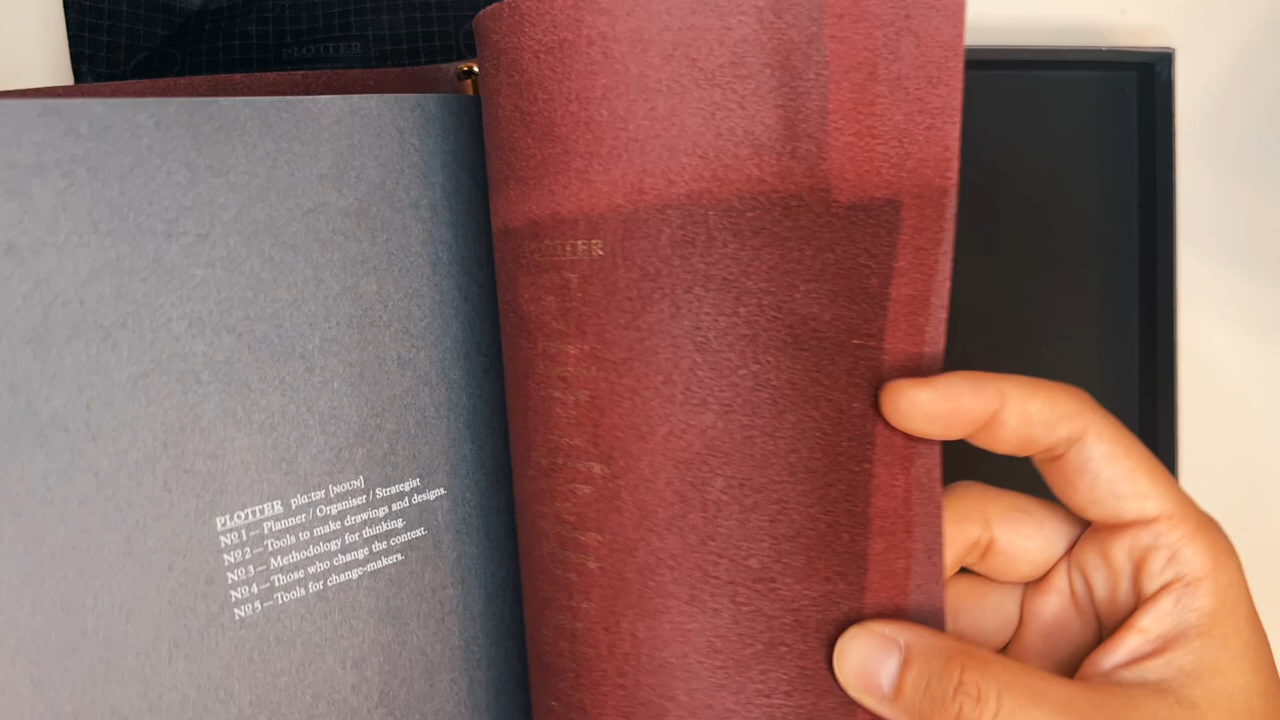 PLOTTER
PLOTTER
PLOTTER plɑːtər [NOUN]
Nº1 — Planner / Organiser / Strategist
Nº2 — Tools to make drawings and designs.
Nº3 — Methodology for thinking.
Nº4 — Those who change the context.
Nº5 — Tools for change-makers.